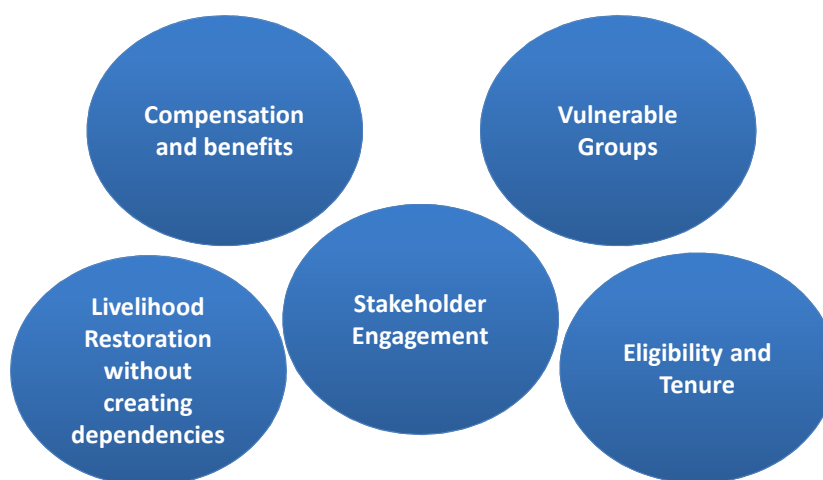 Compensation
and benefits
Vulnerable
Groups
Livelihood
Restoration
without
creating
dependencies
Stakeholder
Engagement
Eligibility and
Tenure